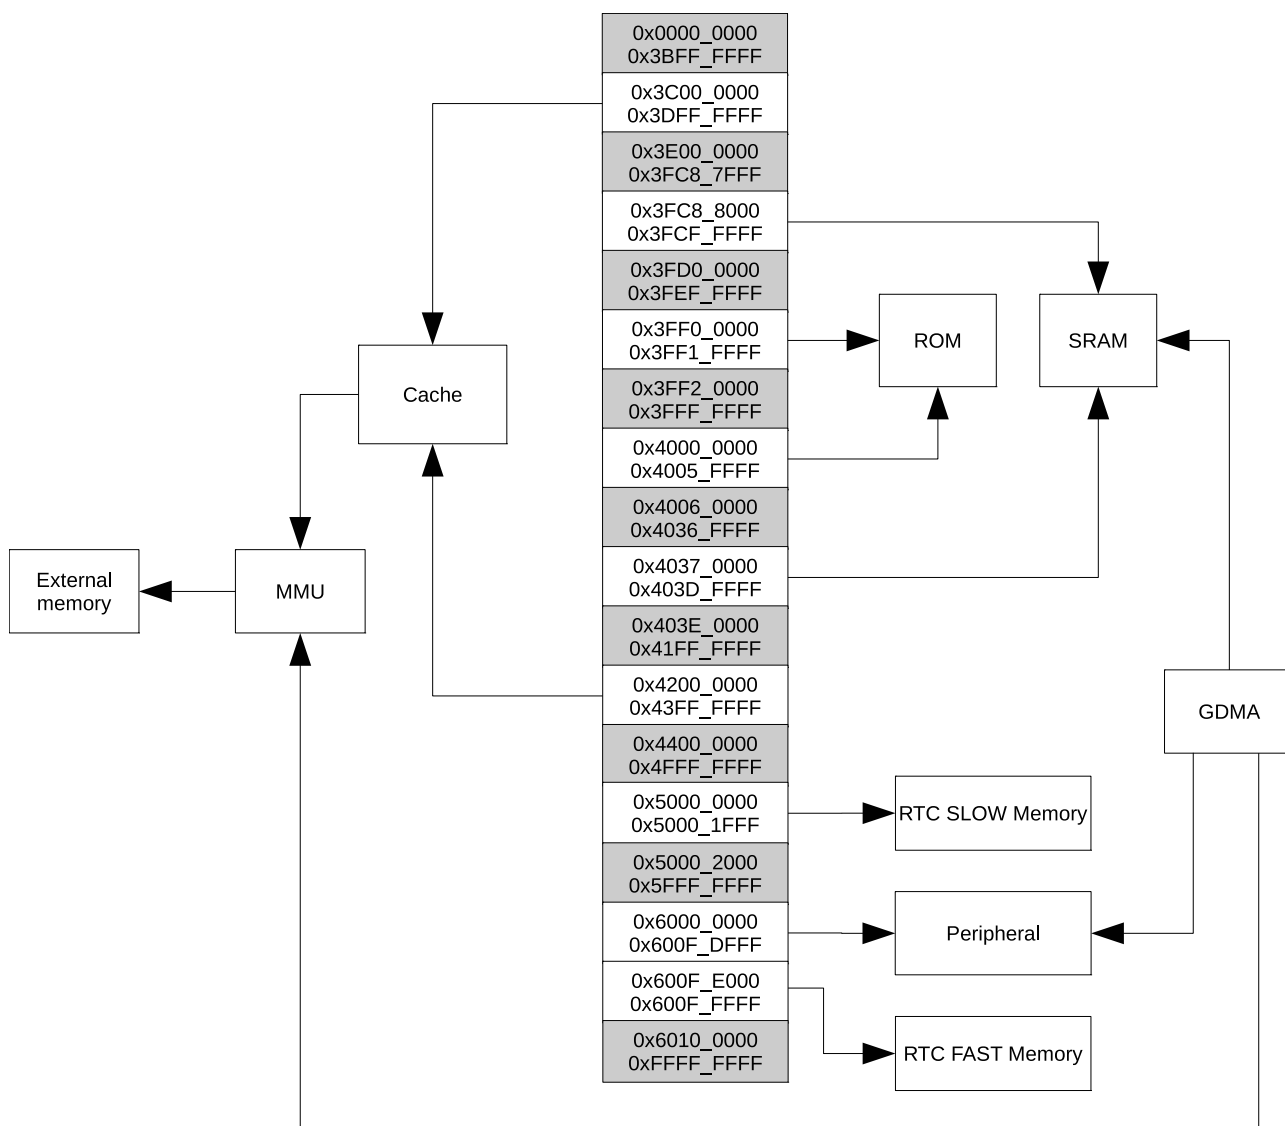 0x0000_0000
0x3BFF_FFFF
0x3C00_0000
0x3DFF_FFFF
0x3E00_0000
0x3FC8_7FFF
0x3FC8_8000
0x3FCF_FFFF
0x3FD0_0000
0x3FEF_FFFF
0x3FF0_0000
0x3FF1_FFFF
0x3FF2_0000
0x3FFF_FFFF
0x4000_0000
0x4005_FFFF
0x4006_0000
0x4036_FFFF
0x4037_0000
0x403D_FFFF
0x403E_0000
0x41FF_FFFF
0x4200_0000
0x43FF_FFFF
0x4400_0000
0x4FFF_FFFF
0x5000_0000
0x5000_1FFF
0x5000_2000
0x5FFF_FFFF
0x6000_0000
0x600F_DFFF
0x600F_E000
0x600F_FFFF
0x6010_0000
0xFFFF_FFFF
Cache
External
memory
MMU
ROM
SRAM
GDMA
RTC SLOW Memory
Peripheral
RTC FAST Memory